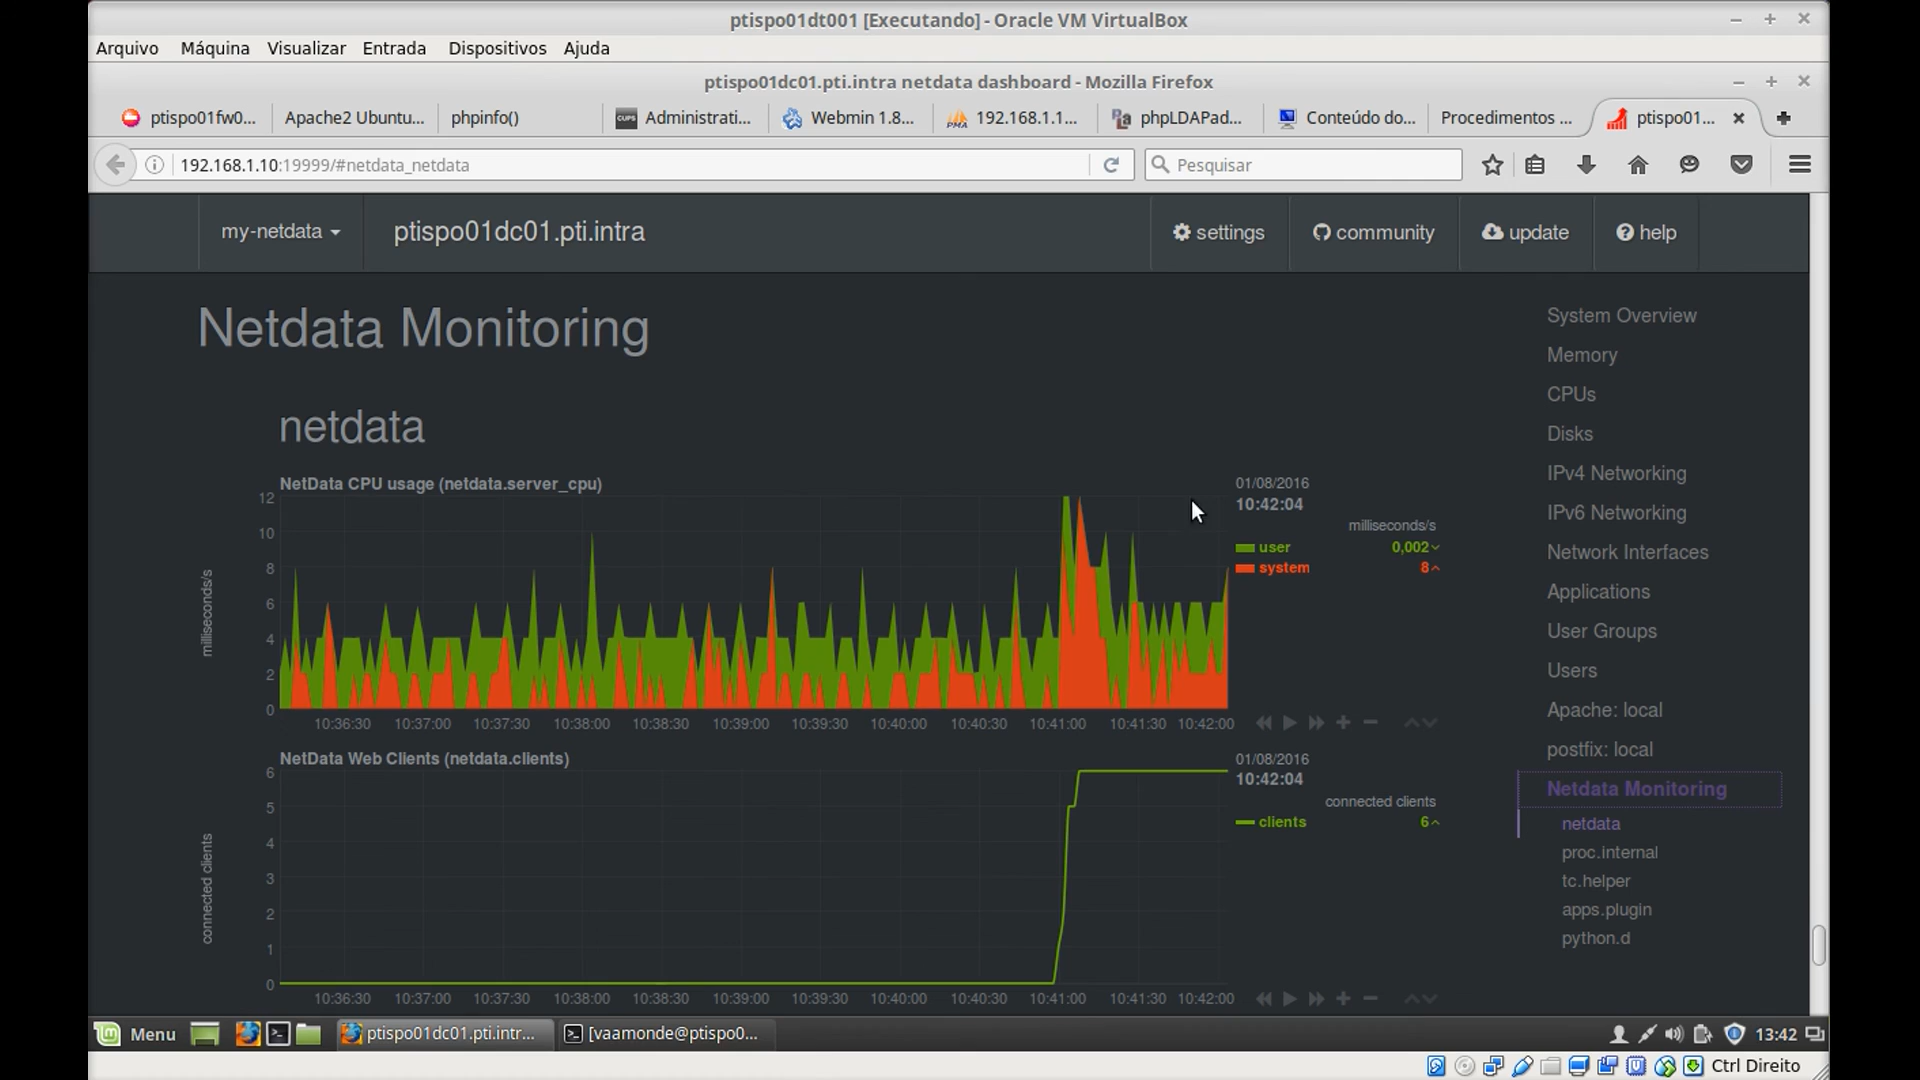 ptispo01dt001 [Executando] - Oracle VM VirtualBox
Arquivo Máquina Visualizar Entrada Dispositivos Ajuda
ptispo01dc01.pti.intra netdata dashboard - Mozilla Firefox
ptispo01fw0... Apache2 Ubuntu... phpinfo() CUPS Administrati... Webmin 1.8... PMA 192.168.1.1... phpLDAPad... Conteúdo do... Procedimentos ... ptispo01...
192.168.1.10:19999/#netdata_netdata Pesquisar
my-netdata ptispo01dc01.pti.intra settings community update help
Netdata Monitoring
netdata
NetData CPU usage (netdata.server_cpu)
01/08/2016
10:42:04
milliseconds/s
user 0,002
system 8
milliseconds/s
12
10
8
6
4
2
0
10:36:30 10:37:00 10:37:30 10:38:00 10:38:30 10:39:00 10:39:30 10:40:00 10:40:30 10:41:00 10:41:30 10:42:00
NetData Web Clients (netdata.clients)
01/08/2016
10:42:04
connected clients
clients 6
connected clients
6
5
4
3
2
1
0
10:36:30 10:37:00 10:37:30 10:38:00 10:38:30 10:39:00 10:39:30 10:40:00 10:40:30 10:41:00 10:41:30 10:42:00
System Overview
Memory
CPUs
Disks
IPv4 Networking
IPv6 Networking
Network Interfaces
Applications
User Groups
Users
Apache: local
postfix: local
Netdata Monitoring
netdata
proc.internal
tc.helper
apps.plugin
python.d
Menu ptispo01dc01.pti.intr... [vaamonde@ptispo0... 13:42
Ctrl Direito